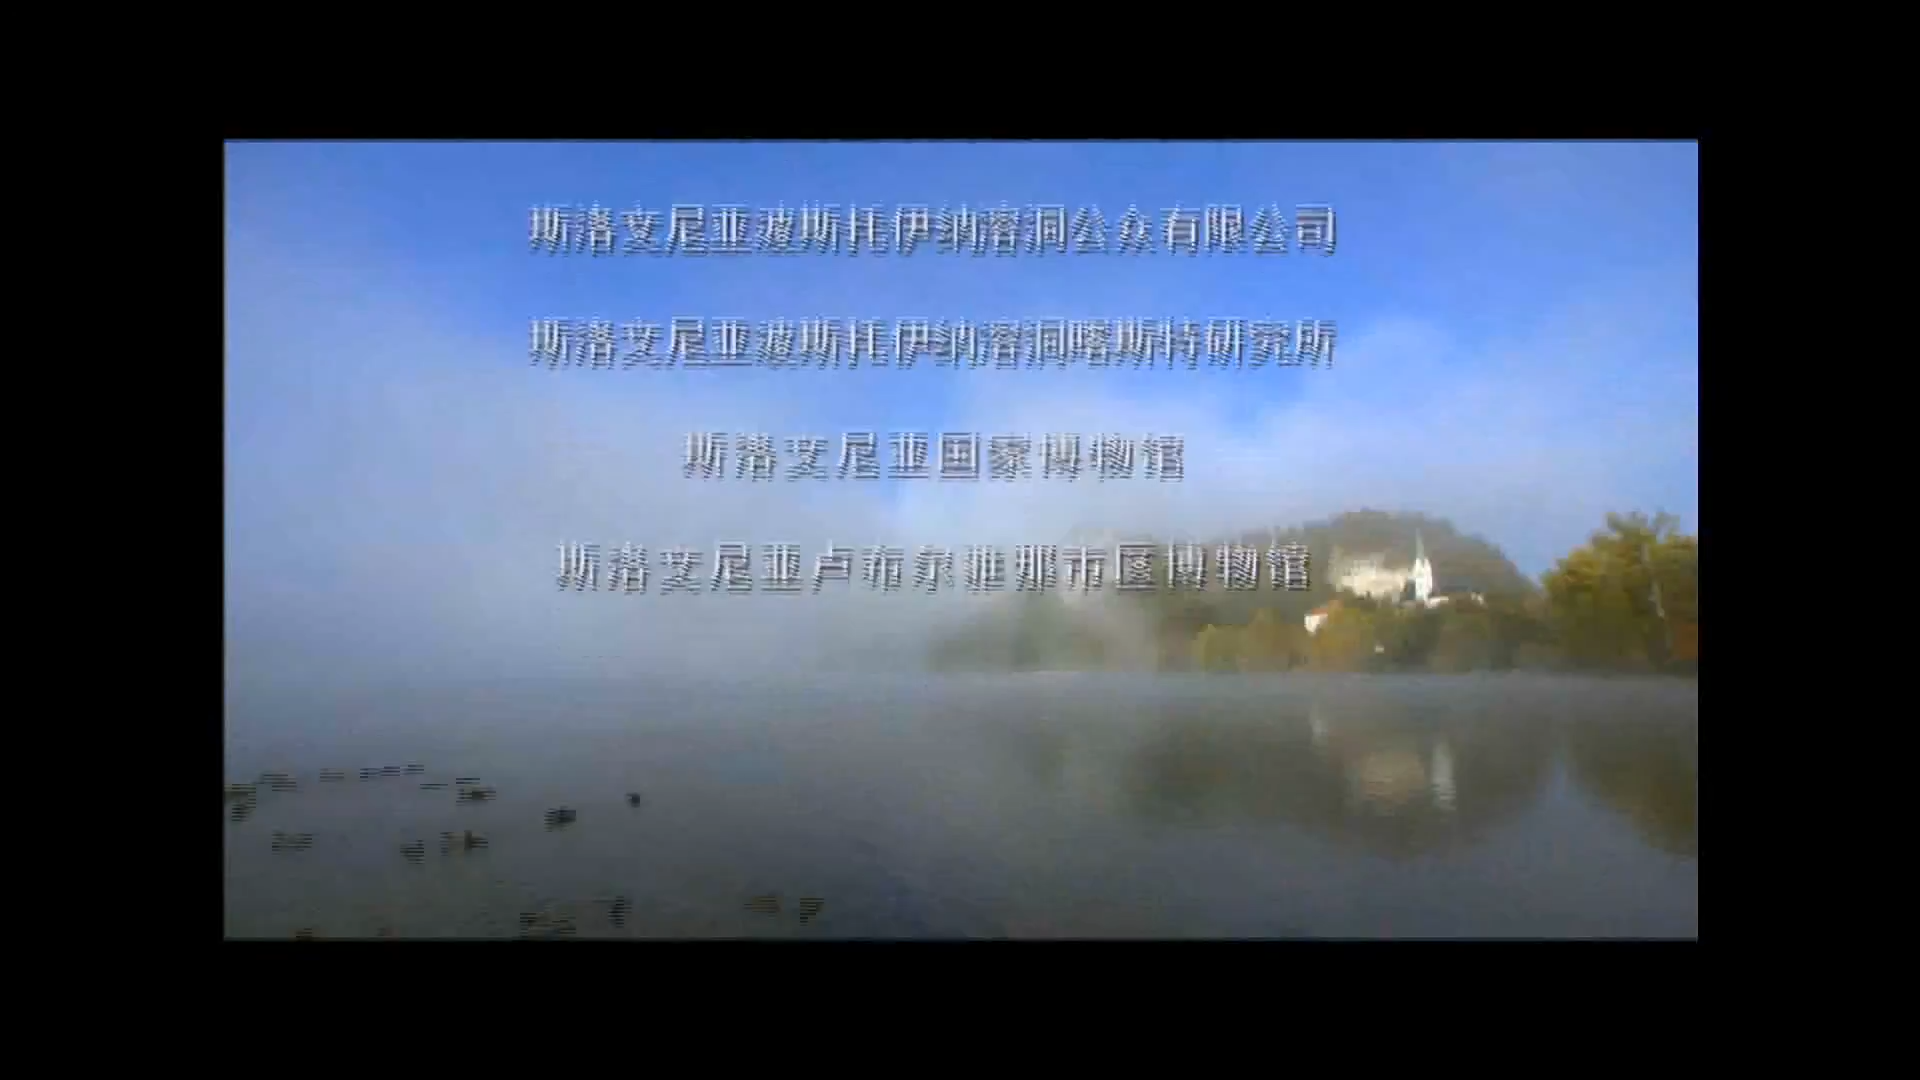 斯洛文尼亚波斯托伊纳溶洞公众有限公司
斯洛文尼亚波斯托伊纳溶洞喀斯特研究所
斯洛文尼亚国家博物馆
斯洛文尼亚卢布尔雅那市区博物馆